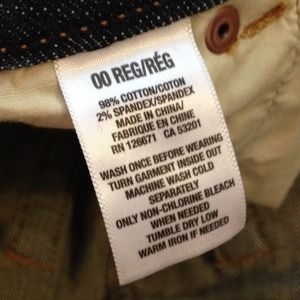 00 REG/RÉG
98% COTTON/COTON
2% SPANDEX/SPANDEX
MADE IN CHINA/
FABRIQUE EN CHINE
RN 126671 CA 53201
WASH ONCE BEFORE WEARING
TURN GARMENT INSIDE OUT
MACHINE WASH COLD
SEPARATELY
ONLY NON-CHLORINE BLEACH
WHEN NEEDED
TUMBLE DRY LOW
WARM IRON IF NEEDED